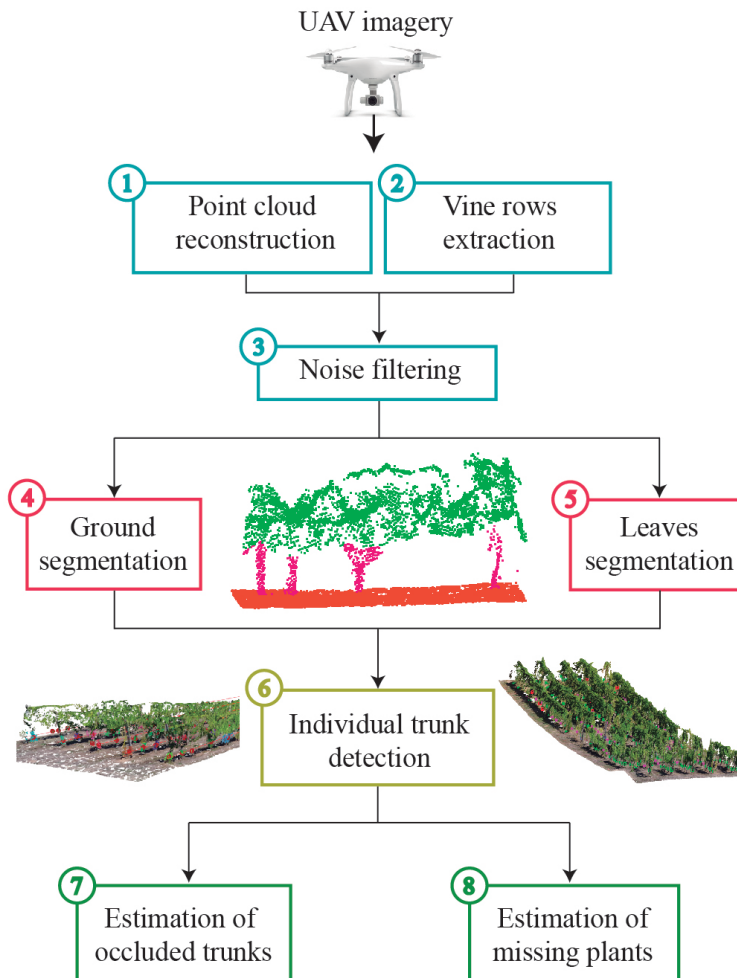 UAV imagery
1
Point cloud
reconstruction
2
Vine rows
extraction
3
Noise filtering
4
Ground
segmentation
5
Leaves
segmentation
6
Individual trunk
detection
7
Estimation of
occluded trunks
8
Estimation of
missing plants